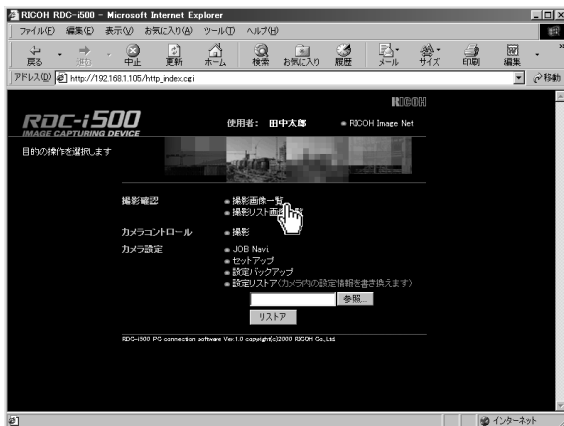 RICOH RDC-i500 - Microsoft Internet Explorer
ファイル(F) 編集(E) 表示(V) お気に入り(A) ツール(T) ヘルプ(H)
戻る 進む 中止 更新 ホーム 検索 お気に入り 履歴 メール サイズ 印刷 編集
アドレス(D) http://192.168.1.105/http_index.cgi 移動
RICOH
RDC-i500
IMAGE CAPTURING DEVICE
使用者: 田中太郎 RICOH Image Net
目的の操作を選択します
撮影確認 撮影画像一覧
撮影リスト画像一覧
カメラコントロール 撮影
カメラ設定 JOB Navi
セットアップ
設定バックアップ
設定リストア(カメラ内の設定情報を書き換えます)
参照...
リストア
RDC-i500 PC connection software Ver.1.0 copyright(c)2000 RICOH Co.,Ltd
インターネット